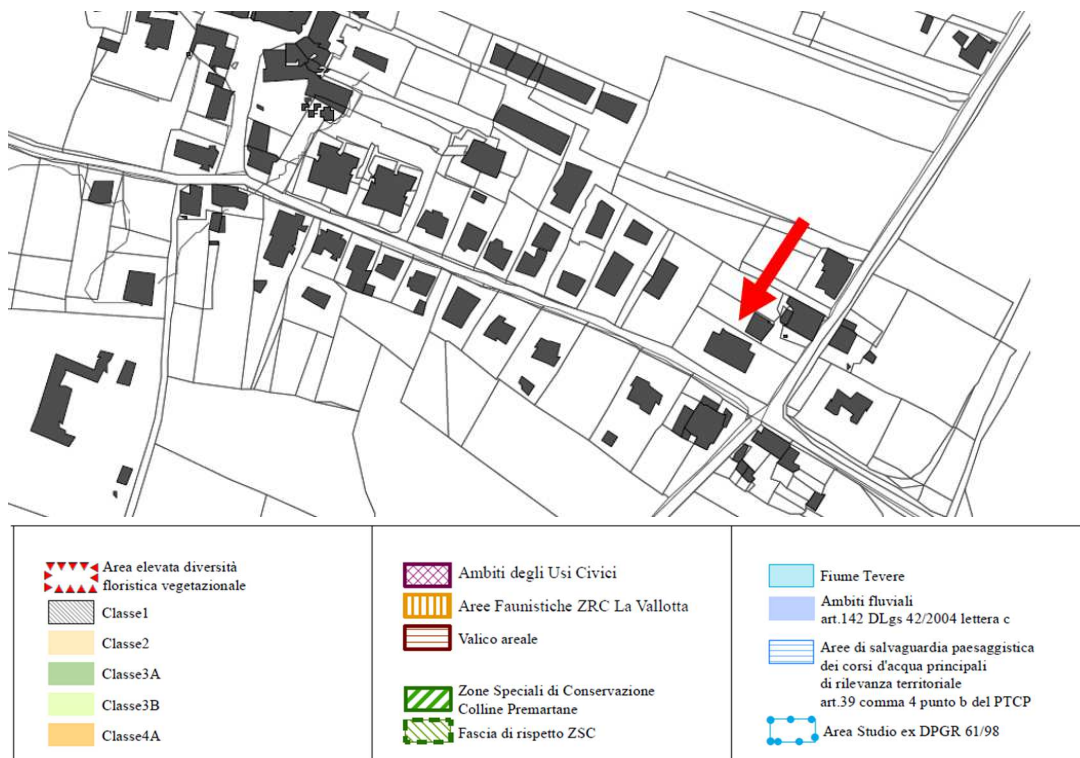 Area elevata diversità
floristica vegetazionale
Classe1
Classe2
Classe3A
Classe3B
Classe4A
Ambiti degli Usi Civici
Aree Faunistiche ZRC La Vallotta
Valico areale
Zone Speciali di Conservazione
Colline Premartane
Fascia di rispetto ZSC
Fiume Tevere
Ambiti fluviali
art.142 DLgs 42/2004 lettera c
Aree di salvaguardia paesaggistica
dei corsi d'acqua principali
di rilevanza territoriale
art.39 comma 4 punto b del PTCP
Area Studio ex DPGR 61/98